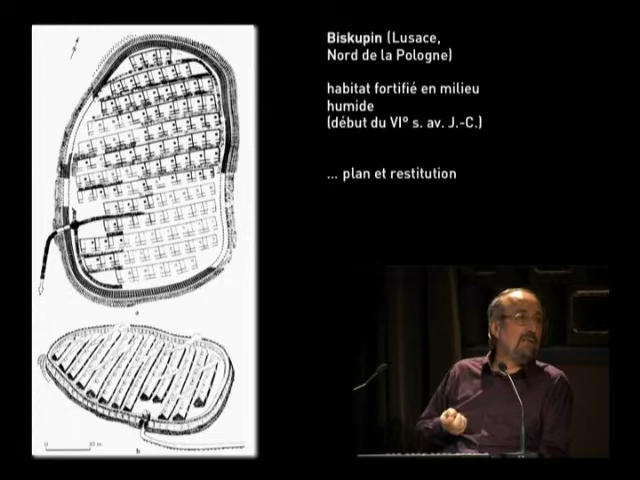 Biskupin (Lusace,
Nord de la Pologne)
habitat fortifié en milieu
humide
(début du VI° s. av. J.-C.)
... plan et restitution
a
b